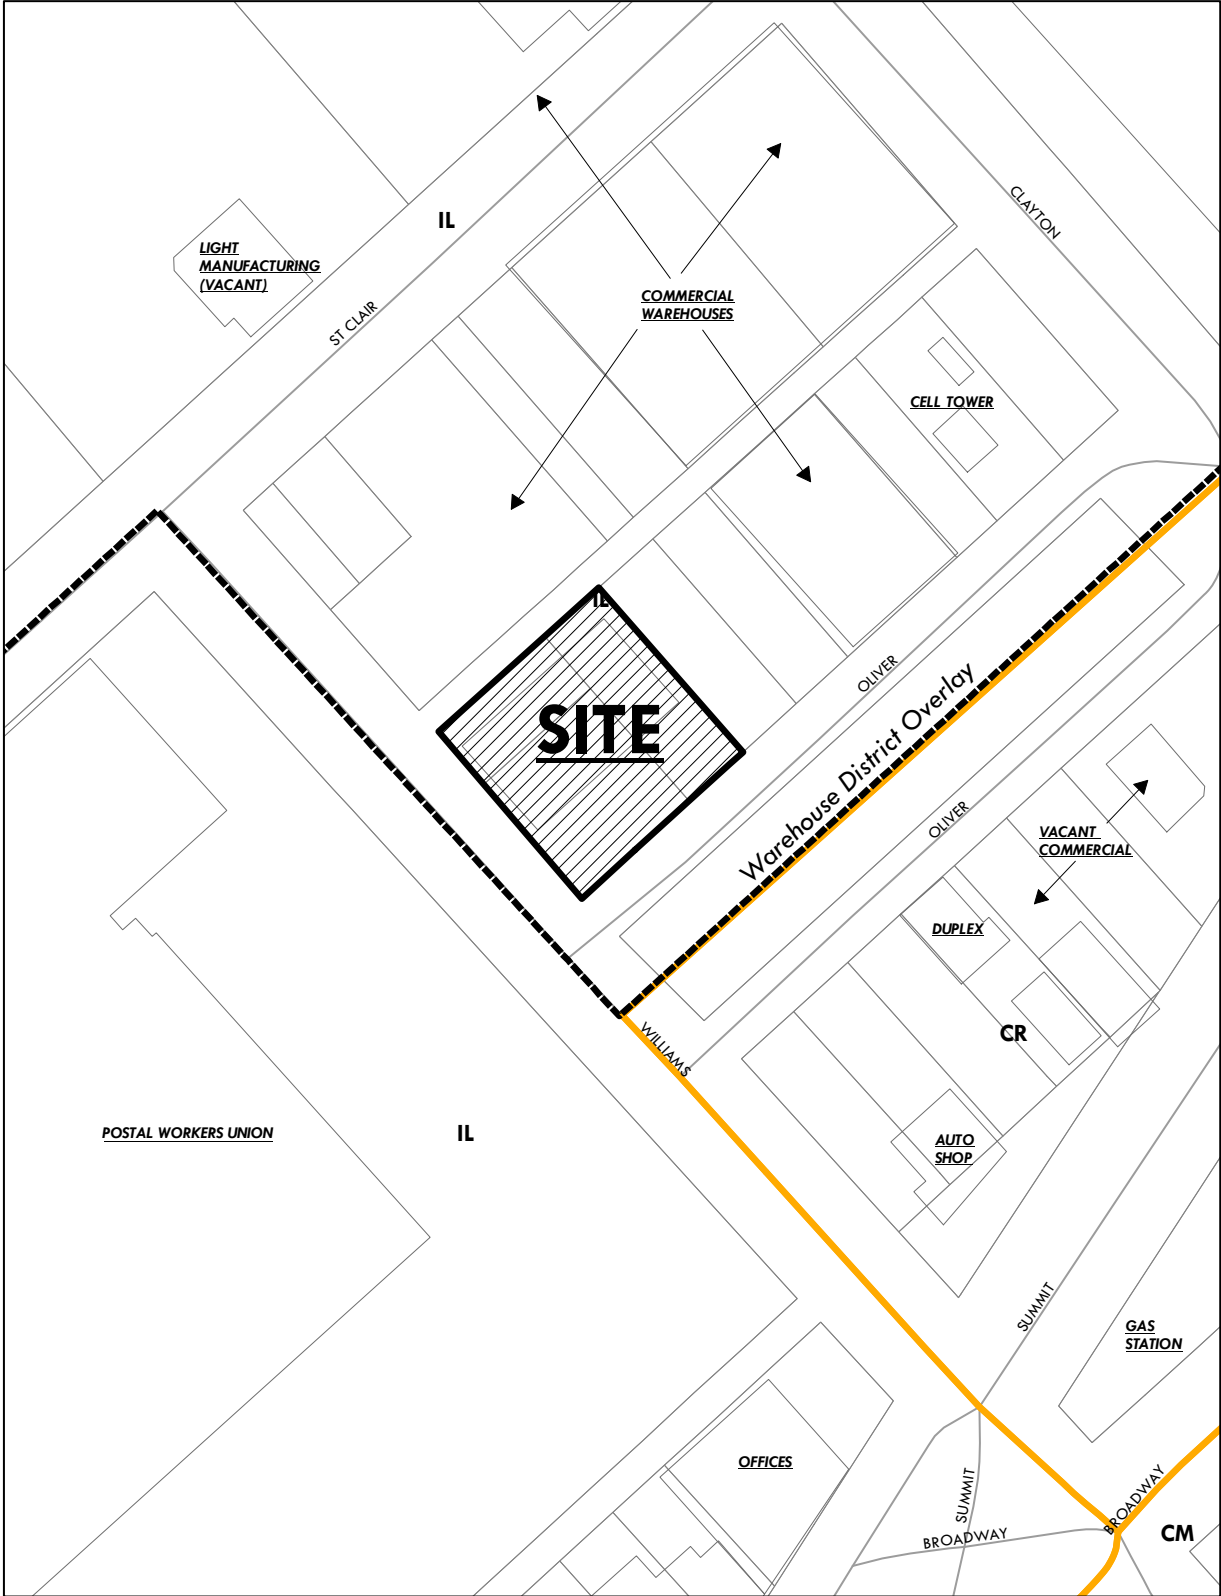 CLAYTON
IL
LIGHT
MANUFACTURING
(VACANT)
ST CLAIR
COMMERCIAL
WAREHOUSES
CELL TOWER
IL
SITE
OLIVER
Warehouse District Overlay
OLIVER
VACANT
COMMERCIAL
DUPLEX
CR
WILLIAMS
POSTAL WORKERS UNION
IL
AUTO
SHOP
SUMMIT
GAS
STATION
OFFICES
SUMMIT
BROADWAY
BROADWAY
CM